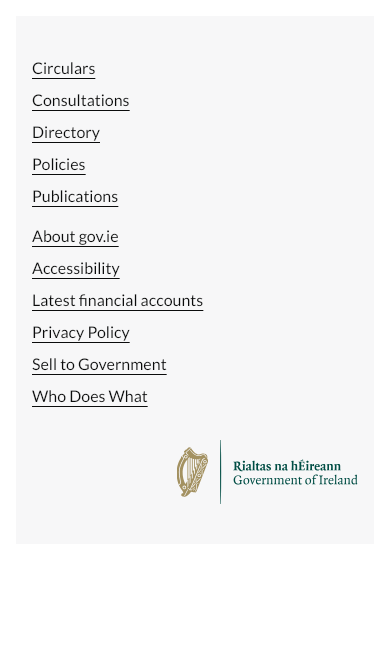 Circulars
Consultations
Directory
Policies
Publications
About gov.ie
Accessibility
Latest financial accounts
Privacy Policy
Sell to Government
Who Does What
Rialtas na hÉireann
Government of Ireland